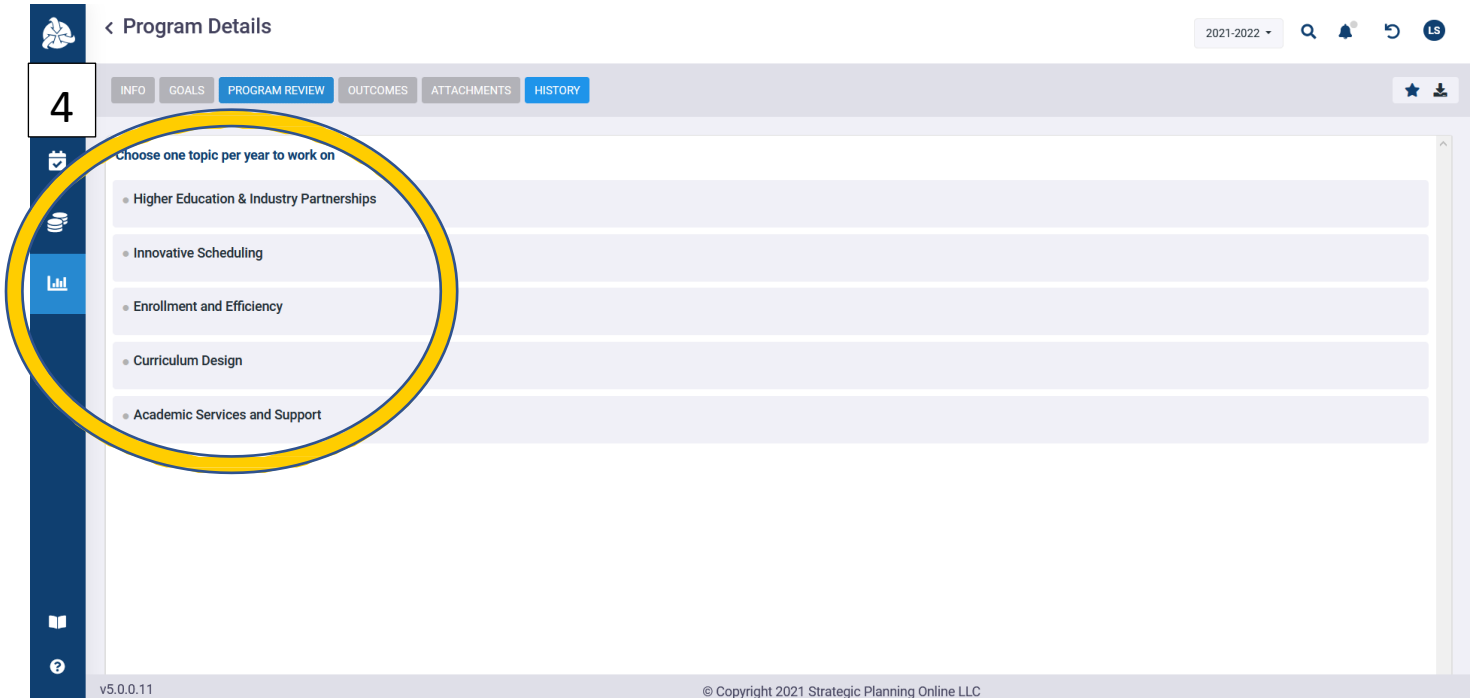 Program Details
2021-2022
LS
4
INFO GOALS PROGRAM REVIEW OUTCOMES ATTACHMENTS HISTORY
Choose one topic per year to work on
Higher Education & Industry Partnerships
Innovative Scheduling
Enrollment and Efficiency
Curriculum Design
Academic Services and Support
v5.0.0.11
© Copyright 2021 Strategic Planning Online LLC